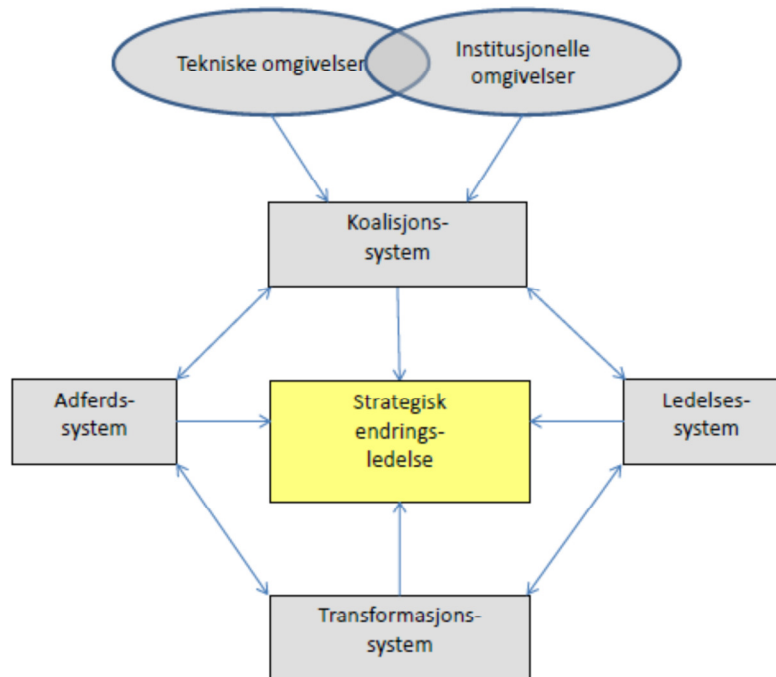 Tekniske omgivelser
Institusjonelle
omgivelser
Koalisjons-
system
Adferds-
system
Strategisk
endrings-
ledelse
Ledelses-
system
Transformasjons-
system